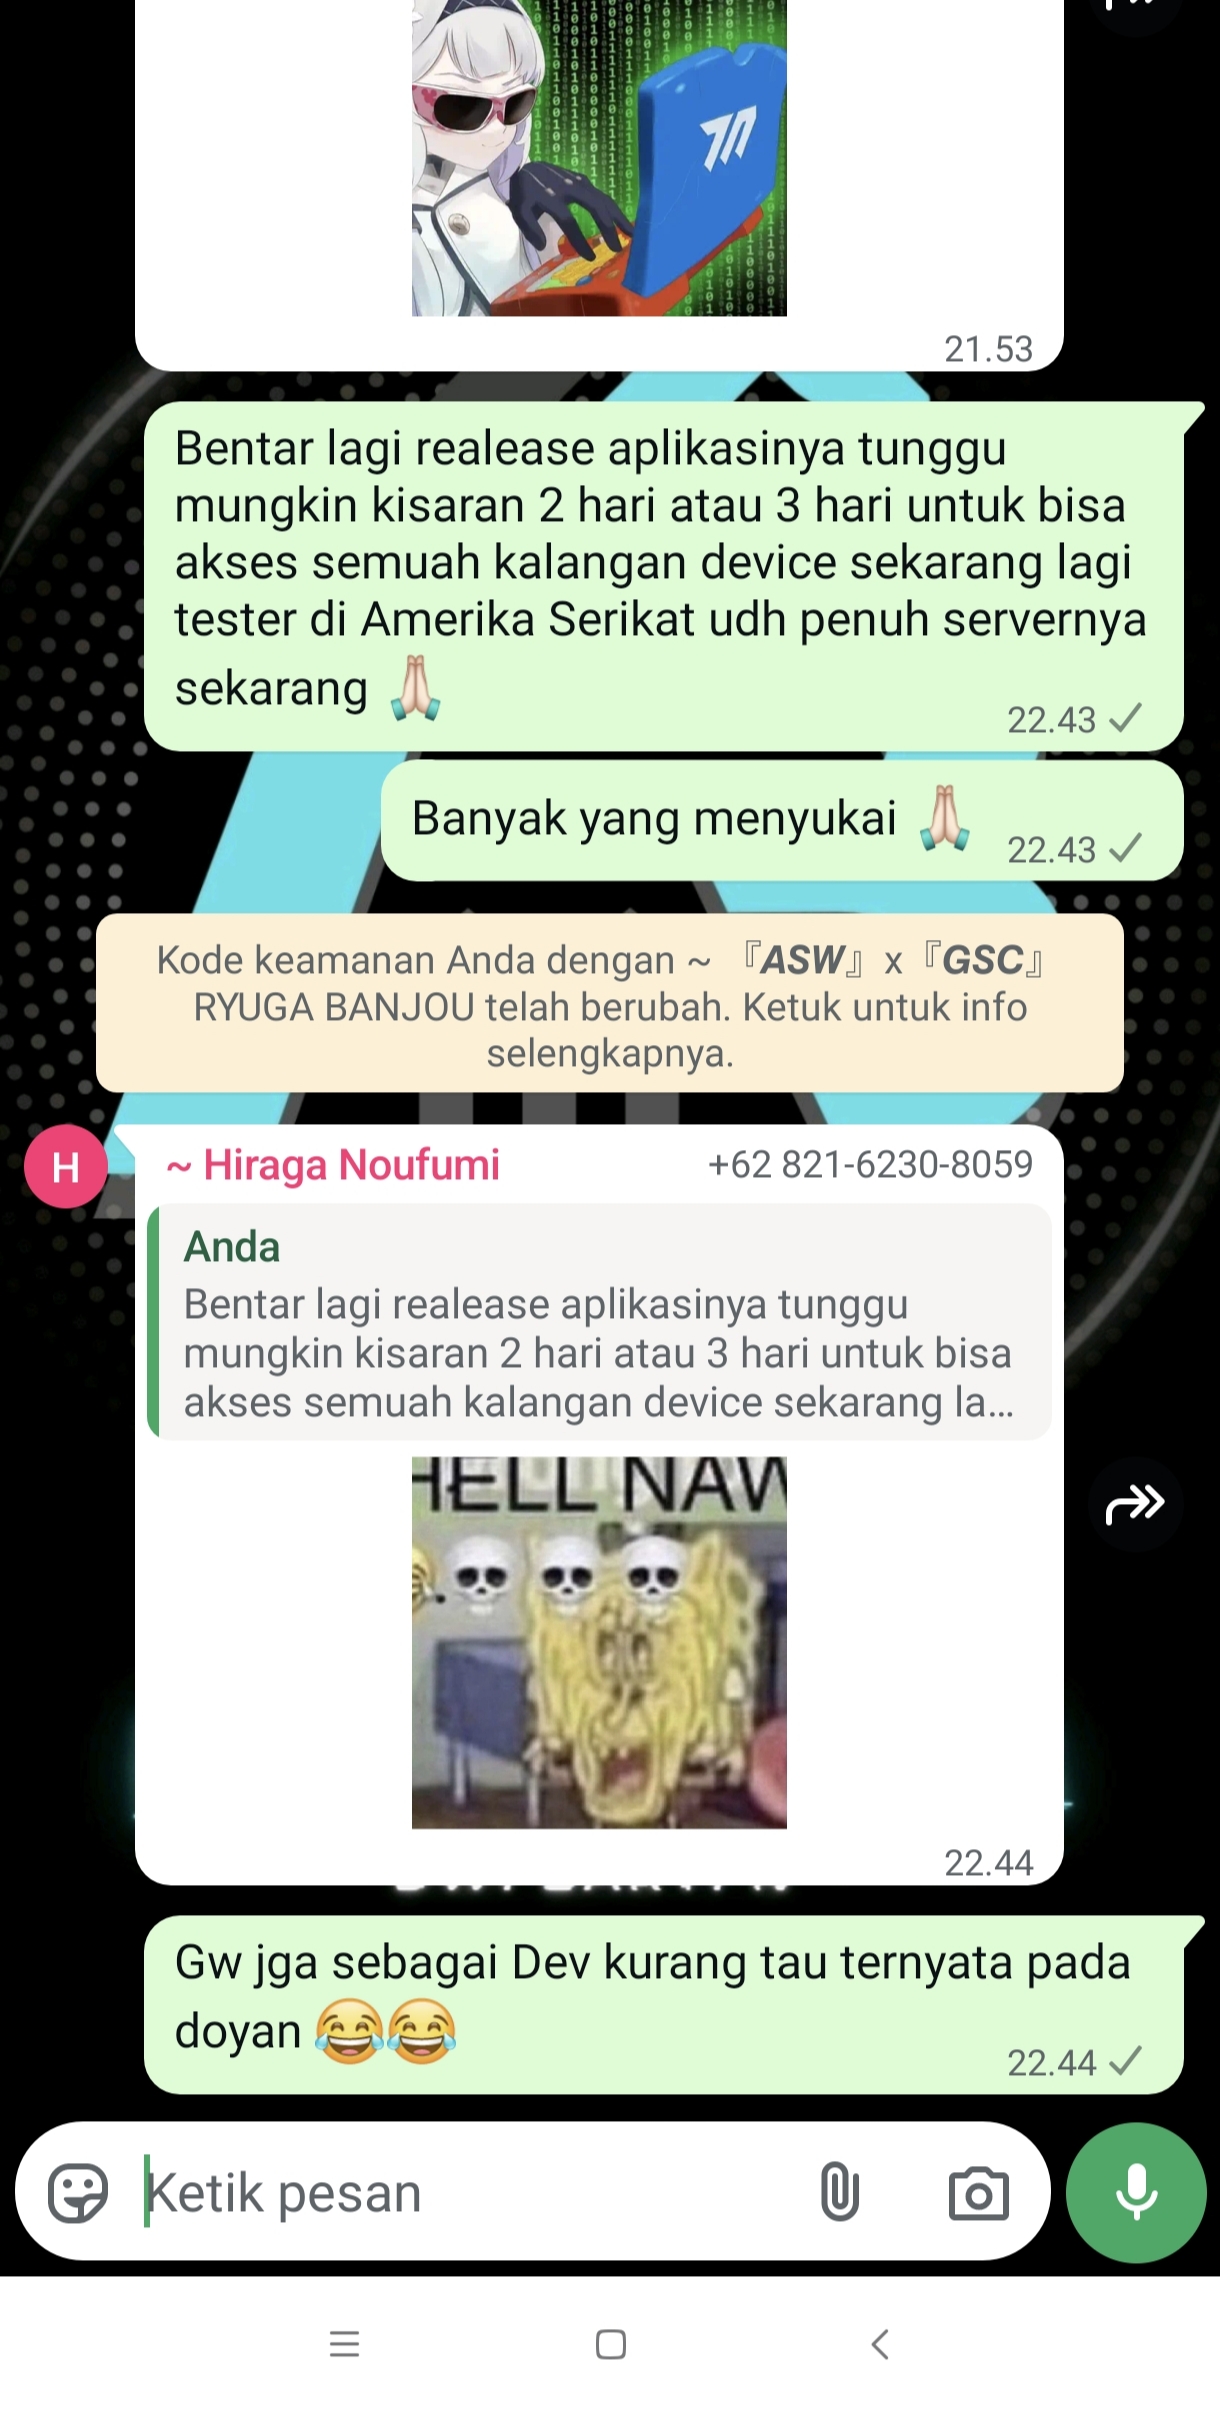 21.53
Bentar lagi realease aplikasinya tunggu
mungkin kisaran 2 hari atau 3 hari untuk bisa
akses semuah kalangan device sekarang lagi
tester di Amerika Serikat udh penuh servernya
sekarang 🙏🏻
22.43
Banyak yang menyukai 🙏🏻
22.43
Kode keamanan Anda dengan ~ 『ASW』 x 『GSC』
RYUGA BANJOU telah berubah. Ketuk untuk info
selengkapnya.
H
~ Hiraga Noufumi
+62 821-6230-8059
Anda
Bentar lagi realease aplikasinya tunggu
mungkin kisaran 2 hari atau 3 hari untuk bisa
akses semuah kalangan device sekarang la...
HELL NAW
22.44
Gw jga sebagai Dev kurang tau ternyata pada
doyan 😂😂
22.44
Ketik pesan